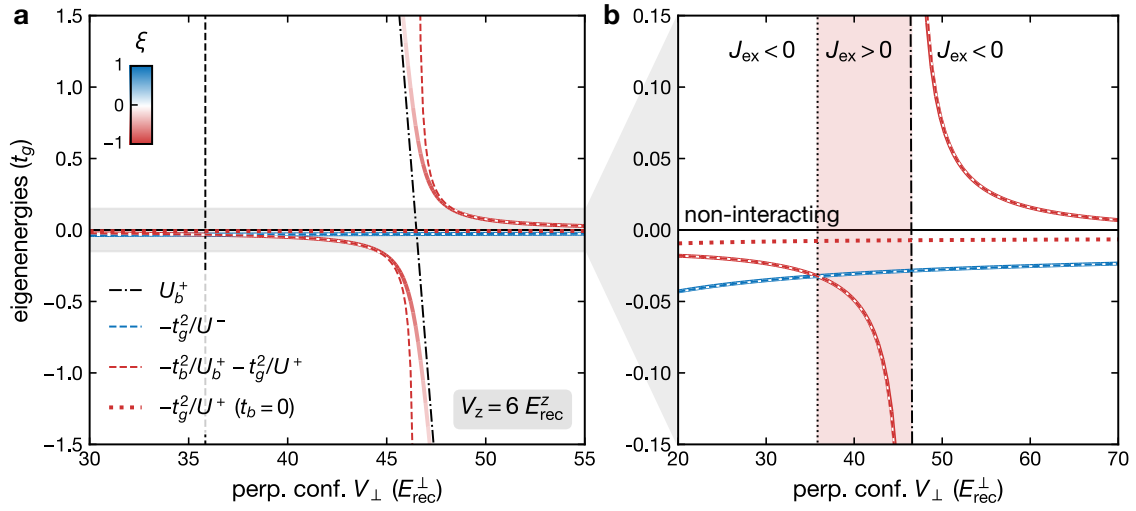 a
1.5
1.0
0.5
0.0
-0.5
-1.0
-1.5
eigenenergies (t_g)
ξ
1
0
-1
U_b^+
-t_g^2/U^-
-t_b^2/U_b^+ - t_g^2/U^+
-t_g^2/U^+ (t_b = 0)
V_z = 6 E_rec^z
30
35
40
45
50
55
perp. conf. V_⊥ (E_rec^⊥)
b
0.15
0.10
0.05
0.00
-0.05
-0.10
-0.15
J_ex < 0
J_ex > 0
J_ex < 0
non-interacting
20
30
40
50
60
70
perp. conf. V_⊥ (E_rec^⊥)